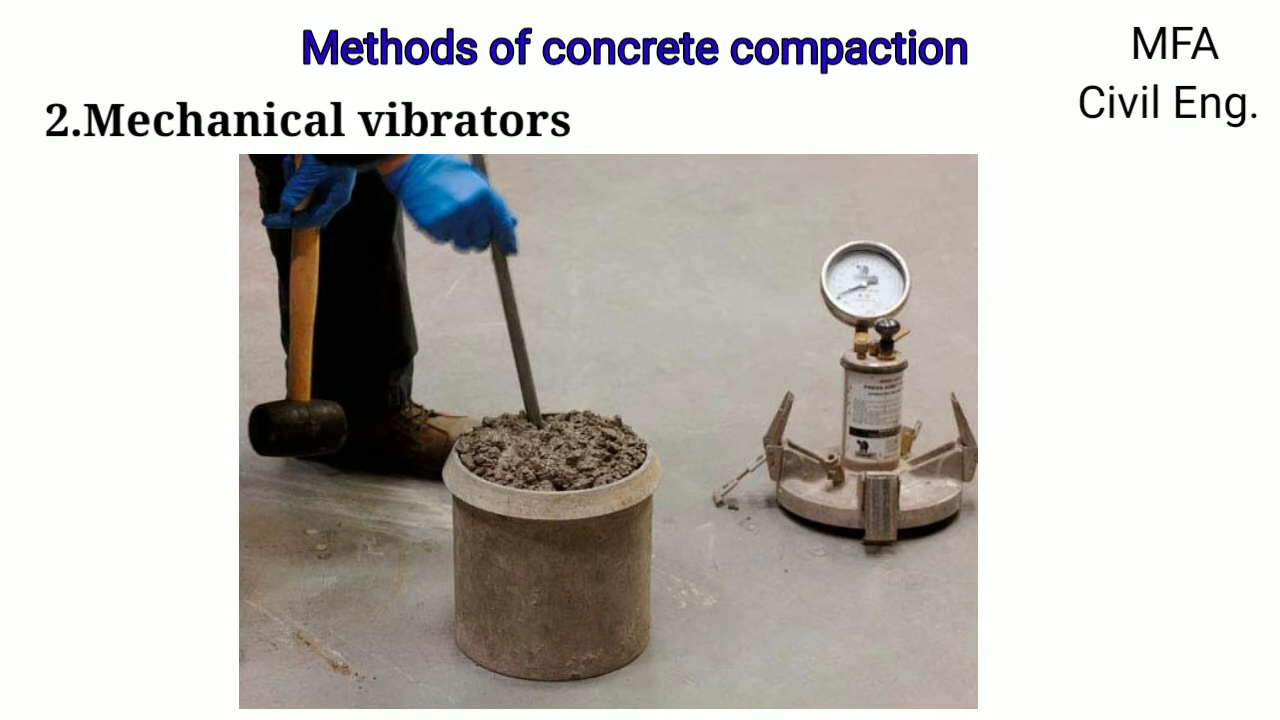 Methods of concrete compaction
MFA
Civil Eng.
2.Mechanical vibrators